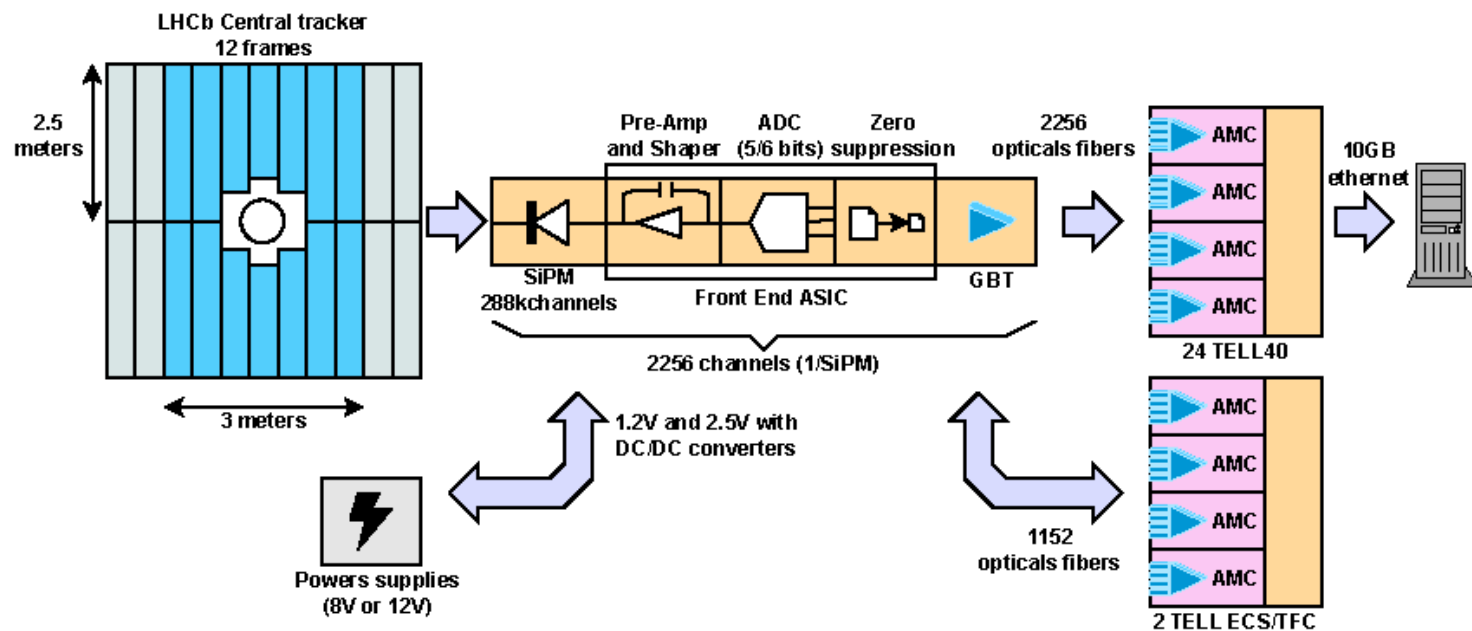 LHCb Central tracker
12 frames
2.5
meters
3 meters
Pre-Amp
and Shaper
ADC
(5/6 bits)
Zero
suppression
SiPM
288kchannels
Front End ASIC
GBT
2256 channels (1/SiPM)
2256
opticals fibers
AMC
AMC
AMC
AMC
24 TELL40
10GB
ethernet
1.2V and 2.5V with
DC/DC converters
Powers supplies
(8V or 12V)
1152
opticals fibers
AMC
AMC
AMC
AMC
2 TELL ECS/TFC